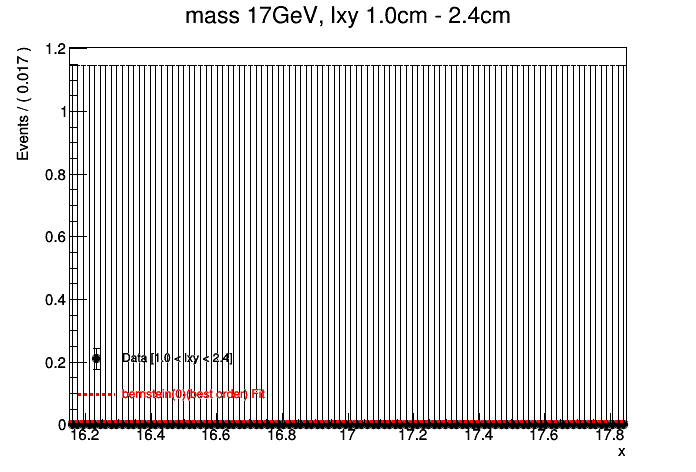 mass 17GeV, lxy 1.0cm - 2.4cm
Events / ( 0.017 )
1.2
1
0.8
0.6
0.4
0.2
0
Data [1.0 < lxy < 2.4]
bernstein(0)(best order) Fit
16.2 16.4 16.6 16.8 17 17.2 17.4 17.6 17.8
x